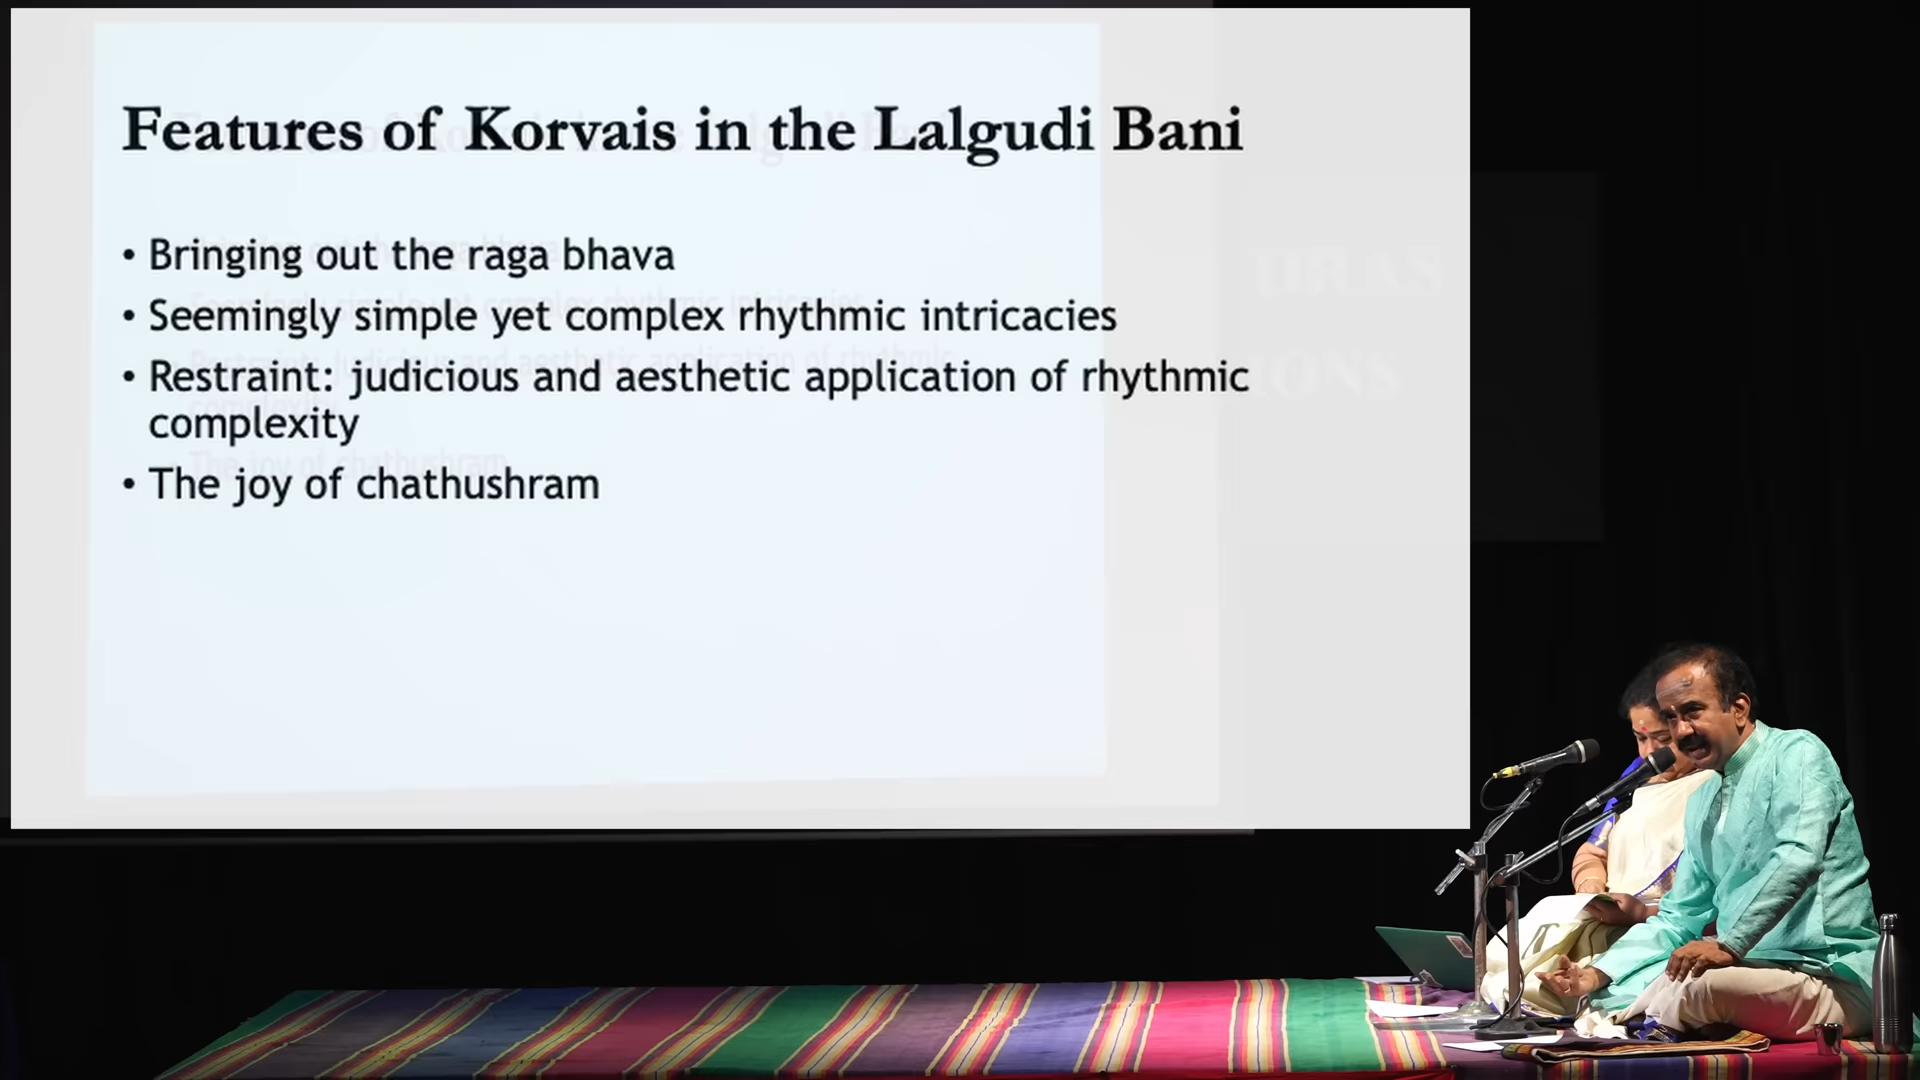 Features of Korvais in the Lalgudi Bani
• Bringing out the raga bhava
• Seemingly simple yet complex rhythmic intricacies
• Restraint: judicious and aesthetic application of rhythmic
complexity
• The joy of chathushram